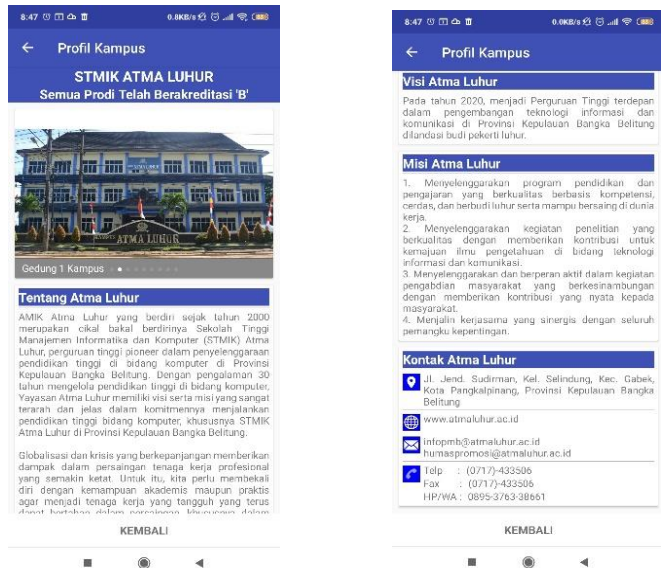 8:47
0.8KB/s
Profil Kampus
STMIK ATMA LUHUR
Semua Prodi Telah Berakreditasi 'B'
ATMA LUHUR
Gedung 1 Kampus
Tentang Atma Luhur
AMIK Atma Luhur yang berdiri sejak tahun 2000
merupakan cikal bakal berdirinya Sekolah Tinggi
Manajemen Informatika dan Komputer (STMIK) Atma
Luhur, perguruan tinggi pioneer dalam penyelenggaraan
pendidikan tinggi di bidang komputer di Provinsi
Kepulauan Bangka Belitung. Dengan pengalaman 30
tahun mengelola pendidikan tinggi di bidang komputer,
Yayasan Atma Luhur memiliki visi serta misi yang sangat
terarah dan jelas dalam komitmennya menjalankan
pendidikan tinggi bidang komputer, khususnya STMIK
Atma Luhur di Provinsi Kepulauan Bangka Belitung.
Globalisasi dan krisis yang berkepanjangan memberikan
dampak dalam persaingan tenaga kerja profesional
yang semakin ketat. Untuk itu, kita perlu membekali
diri dengan kemampuan akademis maupun praktis
agar menjadi tenaga kerja yang tangguh yang terus
dapat bertahan dalam persaingan, khususnya dalam
KEMBALI
8:47
0.0KB/s
Profil Kampus
Visi Atma Luhur
Pada tahun 2020, menjadi Perguruan Tinggi terdepan
dalam pengembangan teknologi informasi dan
komunikasi di Provinsi Kepulauan Bangka Belitung
dilandasi budi pekerti luhur.
Misi Atma Luhur
1. Menyelenggarakan program pendidikan dan
pengajaran yang berkualitas berbasis kompetensi,
cerdas, dan berbudi luhur serta mampu bersaing di dunia
kerja.
2. Menyelenggarakan kegiatan penelitian yang
berkualitas dengan memberikan kontribusi untuk
kemajuan ilmu pengetahuan di bidang teknologi
informasi dan komunikasi.
3. Menyelenggarakan dan berperan aktif dalam kegiatan
pengabdian masyarakat yang berkesinambungan
dengan memberikan kontribusi yang nyata kepada
masyarakat.
4. Menjalin kerjasama yang sinergis dengan seluruh
pemangku kepentingan.
Kontak Atma Luhur
Jl. Jend. Sudirman, Kel. Selindung, Kec. Gabek,
Kota Pangkalpinang, Provinsi Kepulauan Bangka
Belitung
www.atmaluhur.ac.id
infopmb@atmaluhur.ac.id
humaspromosi@atmaluhur.ac.id
Telp : (0717)-433506
Fax : (0717)-433506
HP/WA : 0895-3763-38661
KEMBALI